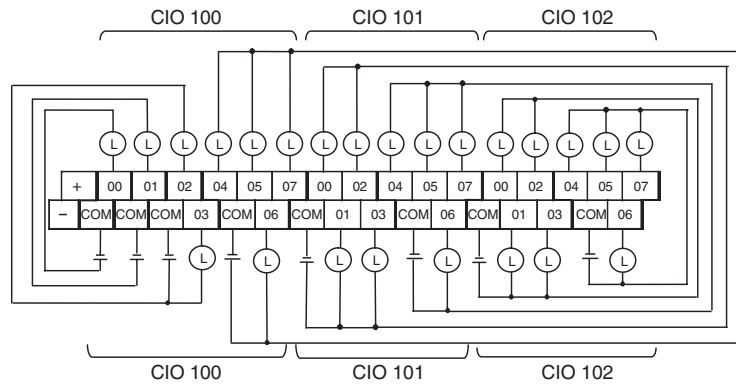 CIO 100 CIO 101 CIO 102
L L L L L L L L L L L L L L L L
+ 00 01 02 04 05 07 00 02 04 05 07 00 02 04 05 07
− COM COM COM 03 COM 06 COM 01 03 COM 06 COM 01 03 COM 06
L L L L L L L L
CIO 100 CIO 101 CIO 102